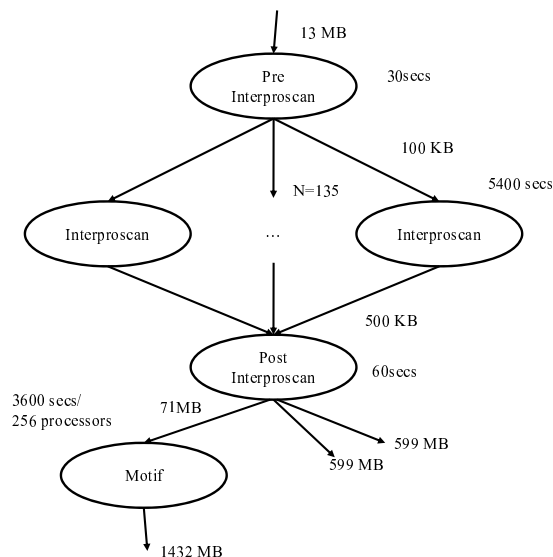 13 MB
Pre
Interproscan
30secs
100 KB
N=135
5400 secs
Interproscan
...
Interproscan
500 KB
Post
Interproscan
60secs
3600 secs/
256 processors
71MB
599 MB
599 MB
Motif
1432 MB